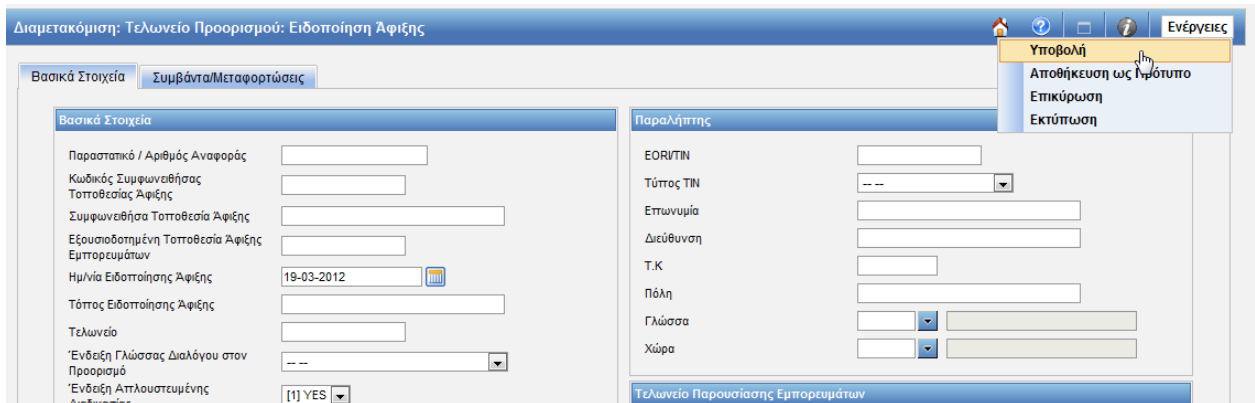 Διαμετακόμιση: Τελωνείο Προορισμού: Ειδοποίηση Άφιξης
Ενέργειες
Υποβολή
Αποθήκευση ως Πρότυπο
Επικύρωση
Εκτύπωση
Βασικά Στοιχεία
Συμβάντα/Μεταφορτώσεις
Βασικά Στοιχεία
Παραστατικό / Αριθμός Αναφοράς
Κωδικός Συμφωνειθήσας
Τοποθεσίας Άφιξης
Συμφωνειθήσα Τοποθεσία Άφιξης
Εξουσιοδοτημένη Τοποθεσία Άφιξης
Εμπορευμάτων
Ημ/νία Ειδοποίησης Άφιξης
19-03-2012
Τόπος Ειδοποίησης Άφιξης
Τελωνείο
Ένδειξη Γλώσσας Διαλόγου στον
Προορισμό
-- --
Ένδειξη Απλουστευμένης
Διαδικασίας
[1] YES
Παραλήπτης
EORI/TIN
Τύπος TIN
-- --
Επωνυμία
Διεύθυνση
Τ.Κ
Πόλη
Γλώσσα
Χώρα
Τελωνείο Παρουσίασης Εμπορευμάτων